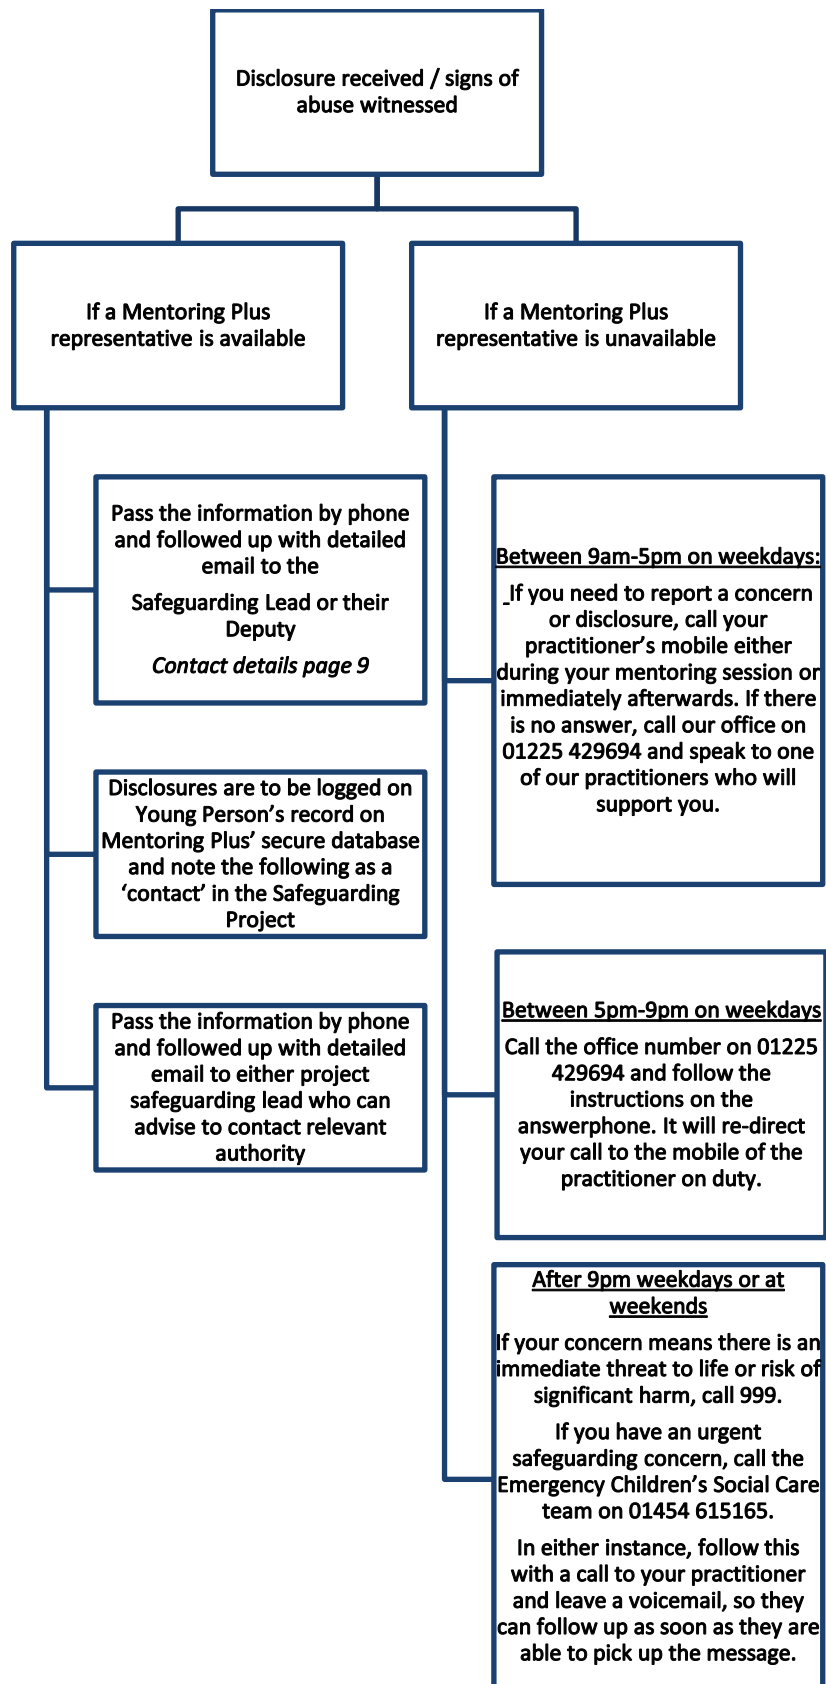 Disclosure received / signs of
abuse witnessed
If a Mentoring Plus
representative is available
If a Mentoring Plus
representative is unavailable
Pass the information by phone
and followed up with detailed
email to the
Safeguarding Lead or their
Deputy
Contact details page 9
Disclosures are to be logged on
Young Person's record on
Mentoring Plus' secure database
and note the following as a
'contact' in the Safeguarding
Project
Pass the information by phone
and followed up with detailed
email to either project
safeguarding lead who can
advise to contact relevant
authority
Between 9am-5pm on weekdays:
If you need to report a concern
or disclosure, call your
practitioner's mobile either
during your mentoring session or
immediately afterwards. If there
is no answer, call our office on
01225 429694 and speak to one
of our practitioners who will
support you.
Between 5pm-9pm on weekdays
Call the office number on 01225
429694 and follow the
instructions on the
answerphone. It will re-direct
your call to the mobile of the
practitioner on duty.
After 9pm weekdays or at
weekends
If your concern means there is an
immediate threat to life or risk of
significant harm, call 999.
If you have an urgent
safeguarding concern, call the
Emergency Children's Social Care
team on 01454 615165.
In either instance, follow this
with a call to your practitioner
and leave a voicemail, so they
can follow up as soon as they are
able to pick up the message.